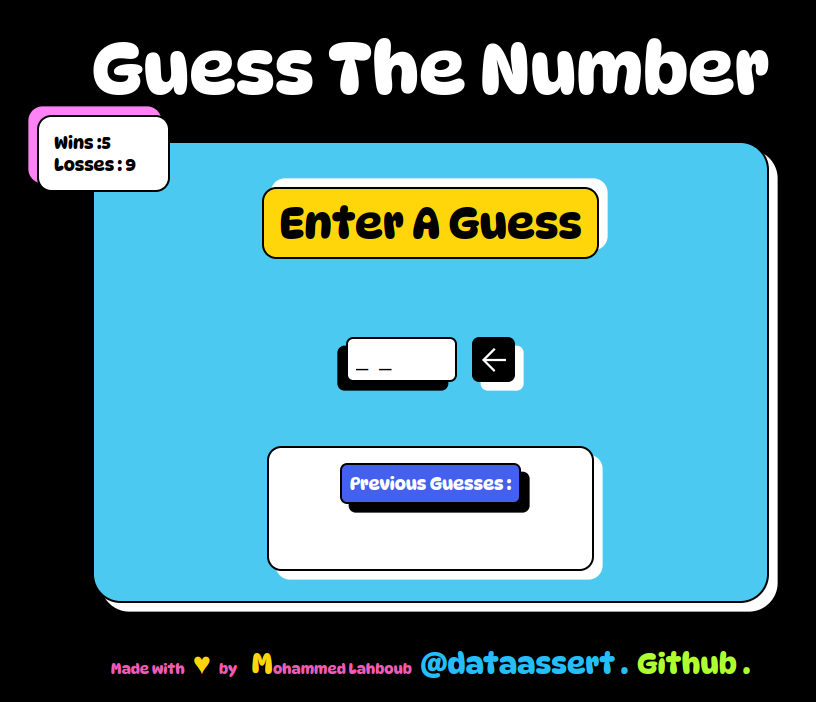 Guess The Number
Wins :5
Losses : 9
Enter A Guess
_ _
Previous Guesses :
Made with ♥ by Mohammed Lahboub @dataassert . Github .